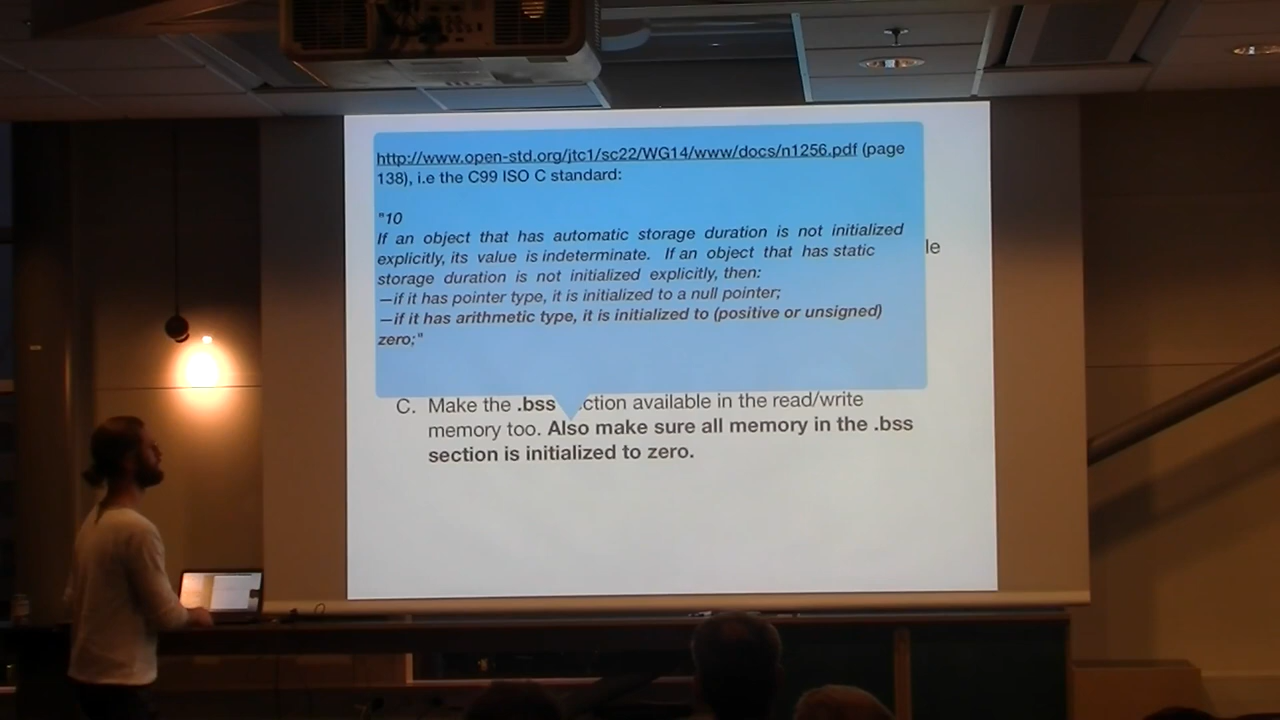 http://www.open-std.org/jtc1/sc22/WG14/www/docs/n1256.pdf (page
138), i.e the C99 ISO C standard:
"10
If an object that has automatic storage duration is not initialized
explicitly, its value is indeterminate. If an object that has static
storage duration is not initialized explicitly, then:
—if it has pointer type, it is initialized to a null pointer;
—if it has arithmetic type, it is initialized to (positive or unsigned)
zero;"
le
C. Make the .bss ction available in the read/write
memory too. Also make sure all memory in the .bss
section is initialized to zero.